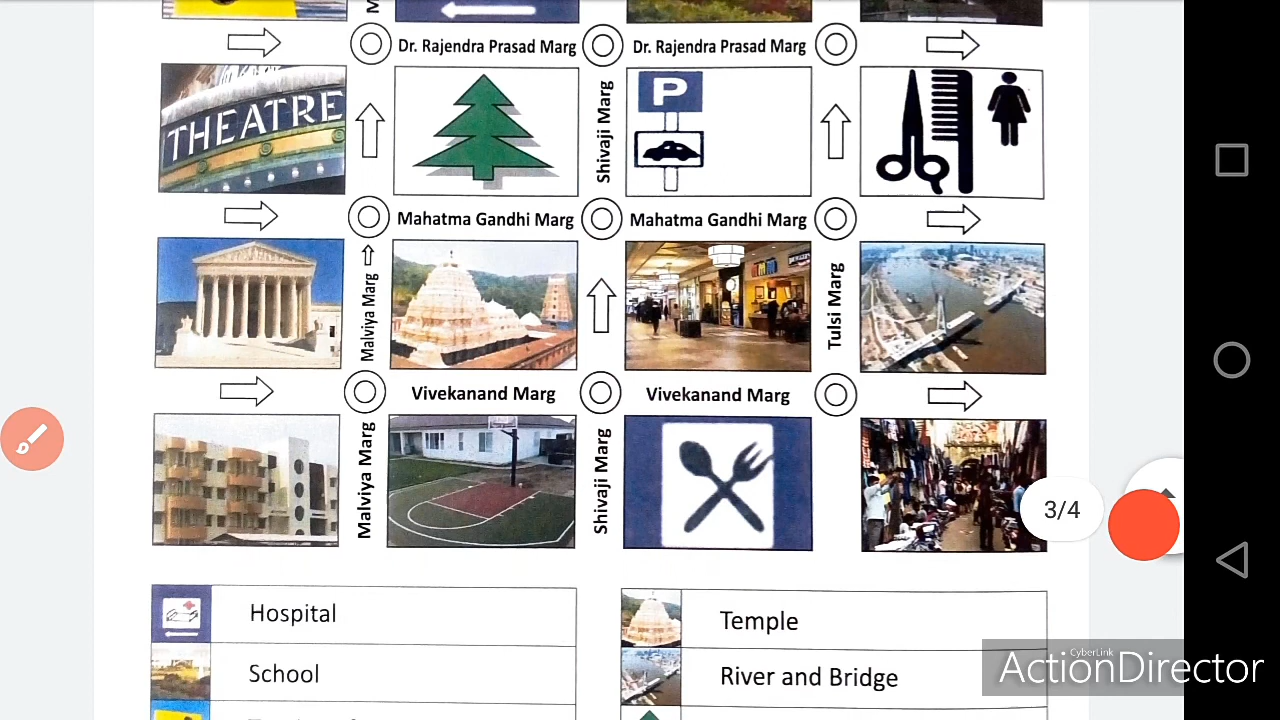 M
Dr. Rajendra Prasad Marg
Dr. Rajendra Prasad Marg
THEATRE
Shivaji Marg
P
Mahatma Gandhi Marg
Mahatma Gandhi Marg
Malviya Marg
Tulsi Marg
Vivekanand Marg
Vivekanand Marg
Malviya Marg
Shivaji Marg
3/4
Hospital
Temple
School
River and Bridge
CyberLink
ActionDirector